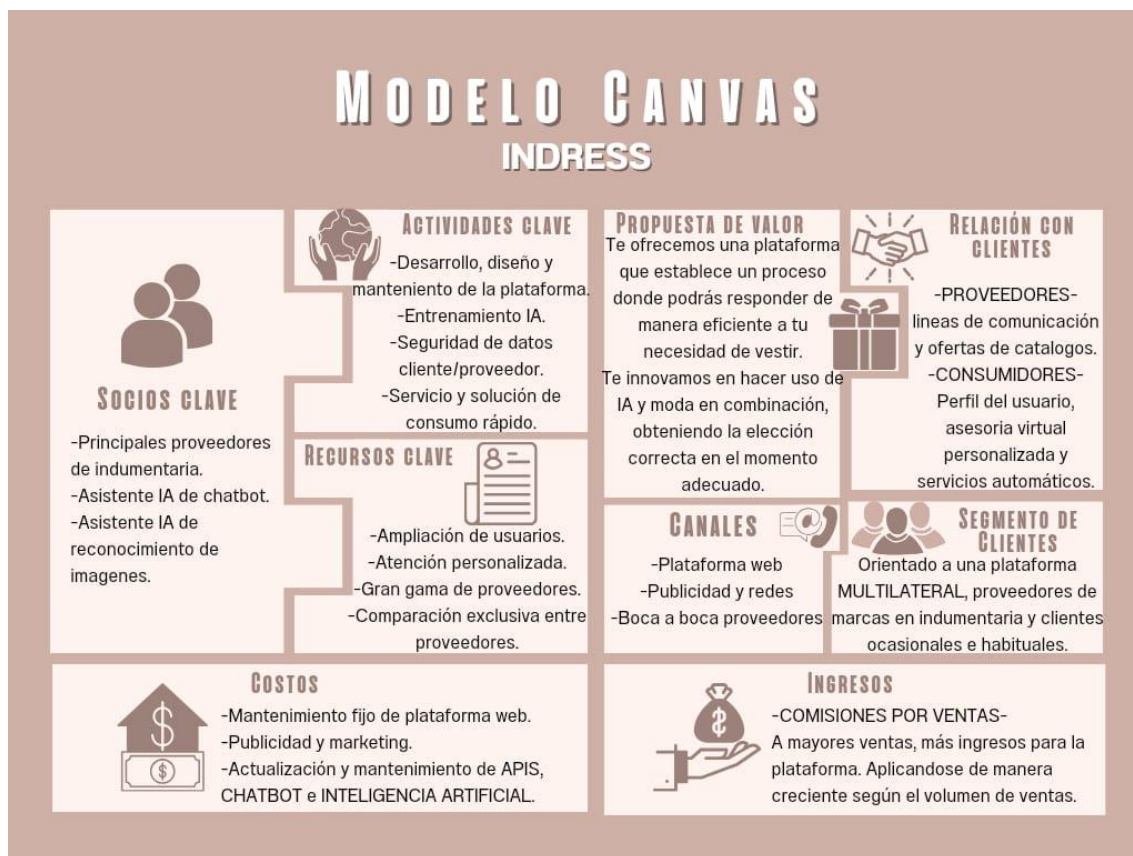 MODELO CANVAS
INDRESS
SOCIOS CLAVE
-Principales proveedores
de indumentaria.
-Asistente IA de chatbot.
-Asistente IA de
reconocimiento de
imagenes.
ACTIVIDADES CLAVE
-Desarrollo, diseño y
manteniento de la plataforma.
-Entrenamiento IA.
-Seguridad de datos
cliente/proveedor.
-Servicio y solución de
consumo rápido.
RECURSOS CLAVE
-Ampliación de usuarios.
-Atención personalizada.
-Gran gama de proveedores.
-Comparación exclusiva entre
proveedores.
PROPUESTA DE VALOR
Te ofrecemos una plataforma
que establece un proceso
donde podrás responder de
manera eficiente a tu
necesidad de vestir.
Te innovamos en hacer uso de
IA y moda en combinación,
obteniendo la elección
correcta en el momento
adecuado.
RELACIÓN CON
CLIENTES
-PROVEEDORES-
lineas de comunicación
y ofertas de catalogos.
-CONSUMIDORES-
Perfil del usuario,
asesoria virtual
personalizada y
servicios automáticos.
CANALES
-Plataforma web
-Publicidad y redes
-Boca a boca proveedores
SEGMENTO DE
CLIENTES
Orientado a una plataforma
MULTILATERAL, proveedores de
marcas en indumentaria y clientes
ocasionales e habituales.
COSTOS
$
$
-Mantenimiento fijo de plataforma web.
-Publicidad y marketing.
-Actualización y mantenimiento de APIS,
CHATBOT e INTELIGENCIA ARTIFICIAL.
INGRESOS
$
-COMISIONES POR VENTAS-
A mayores ventas, más ingresos para la
plataforma. Aplicandose de manera
creciente según el volumen de ventas.